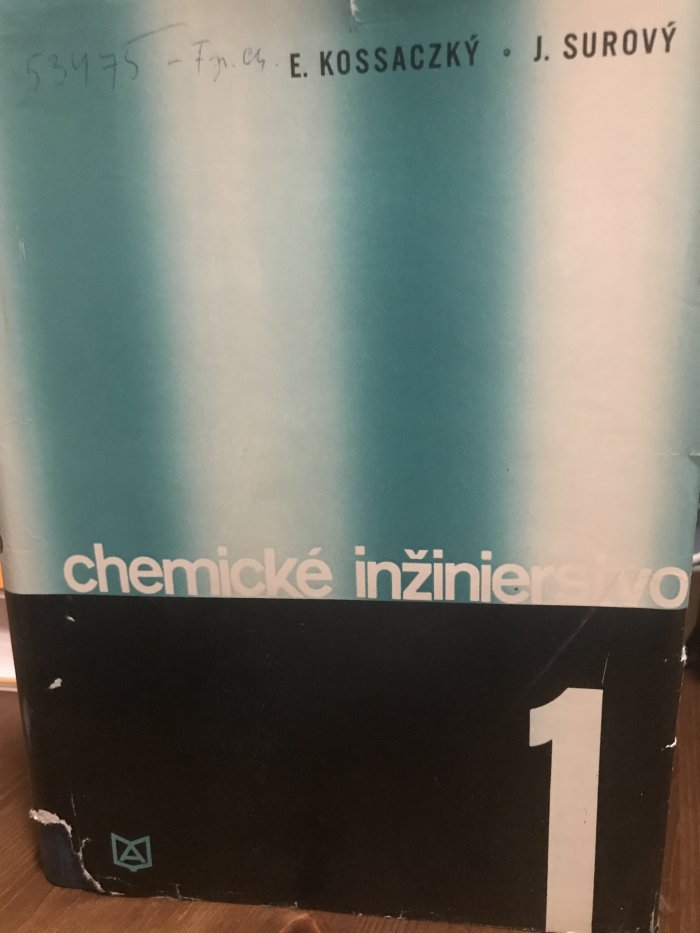 53475 - E. KOSSACZKÝ • J. SUROVÝ
chemické inžinierstvo
1